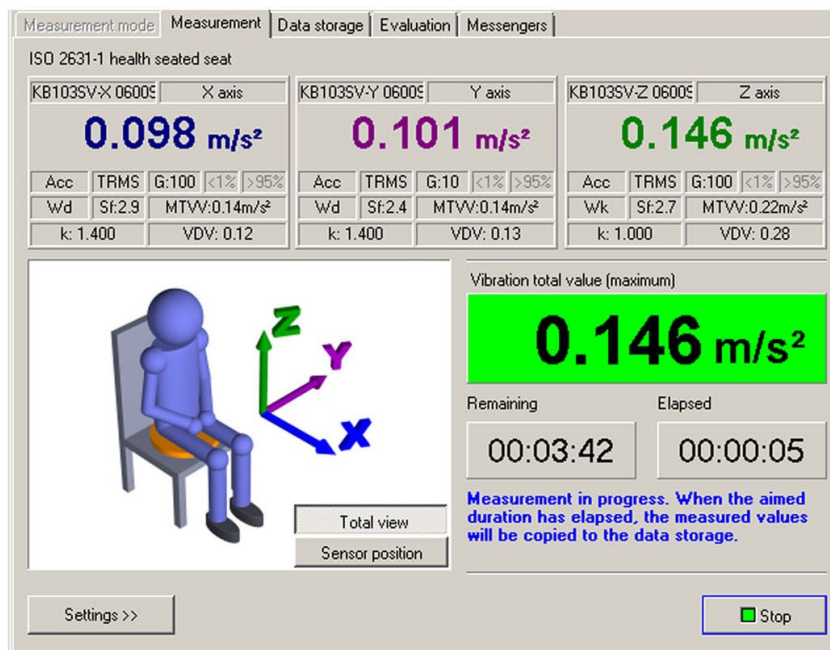 Measurement mode Measurement Data storage Evaluation Messengers
ISO 2631-1 health seated seat
KB103SV-X 0600S X axis
0.098 m/s²
Acc TRMS G:100 <1% >95%
Wd Sf:2.9 MTVV:0.14m/s²
k: 1.400 VDV: 0.12
KB103SV-Y 0600S Y axis
0.101 m/s²
Acc TRMS G:10 <1% >95%
Wd Sf:2.4 MTVV:0.14m/s²
k: 1.400 VDV: 0.13
KB103SV-Z 0600S Z axis
0.146 m/s²
Acc TRMS G:100 <1% >95%
Wk Sf:2.7 MTVV:0.22m/s²
k: 1.000 VDV: 0.28
Z
Y
X
Total view
Sensor position
Vibration total value (maximum)
0.146 m/s²
Remaining Elapsed
00:03:42 00:00:05
Measurement in progress. When the aimed
duration has elapsed, the measured values
will be copied to the data storage.
Settings >>
Stop